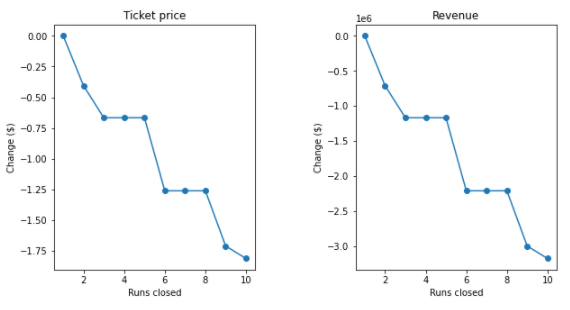 Ticket price
0.00
−0.25
−0.50
−0.75
−1.00
−1.25
−1.50
−1.75
Change ($)
2 4 6 8 10
Runs closed
Revenue
1e6
0.0
−0.5
−1.0
−1.5
−2.0
−2.5
−3.0
Change ($)
2 4 6 8 10
Runs closed